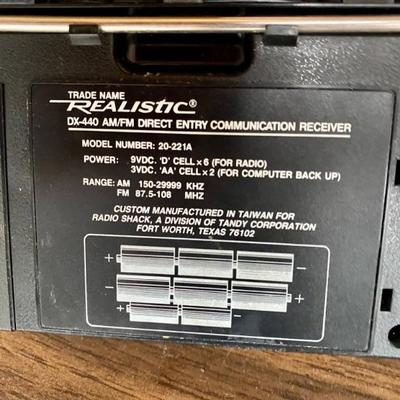 TRADE NAME
REALISTIC®
DX-440 AM/FM DIRECT ENTRY COMMUNICATION RECEIVER
MODEL NUMBER: 20-221A
POWER: 9VDC. 'D' CELL x 6 (FOR RADIO)
3VDC. 'AA' CELL x 2 (FOR COMPUTER BACK UP)
RANGE: AM 150-29999 KHZ
FM 87.5-108 MHZ
CUSTOM MANUFACTURED IN TAIWAN FOR
RADIO SHACK, A DIVISION OF TANDY CORPORATION
FORT WORTH, TEXAS 76102
+ −
− +
+ −